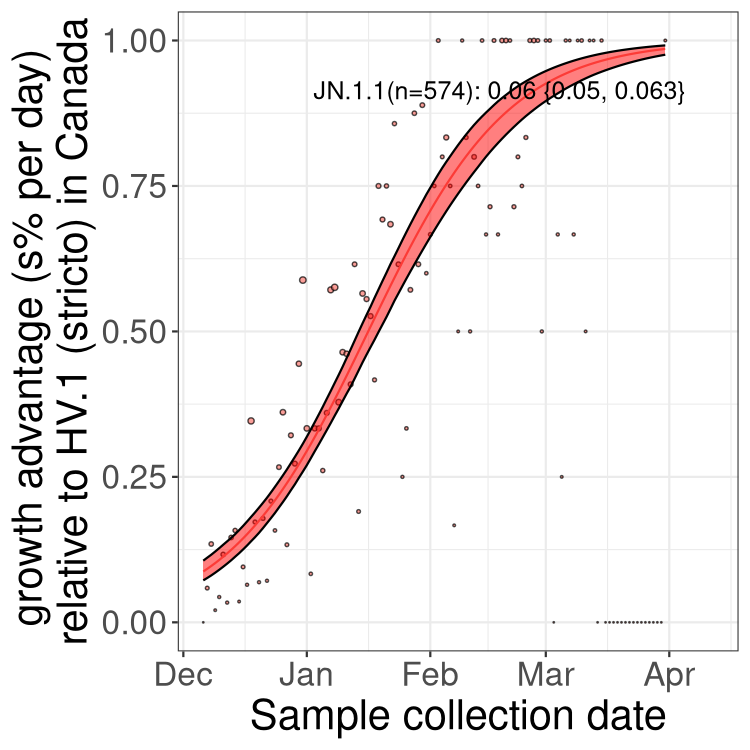 growth advantage (s% per day)
relative to HV.1 (stricto) in Canada
1.00
0.75
0.50
0.25
0.00
JN.1.1(n=574): 0.06 {0.05, 0.063}
Dec
Jan
Feb
Mar
Apr
Sample collection date